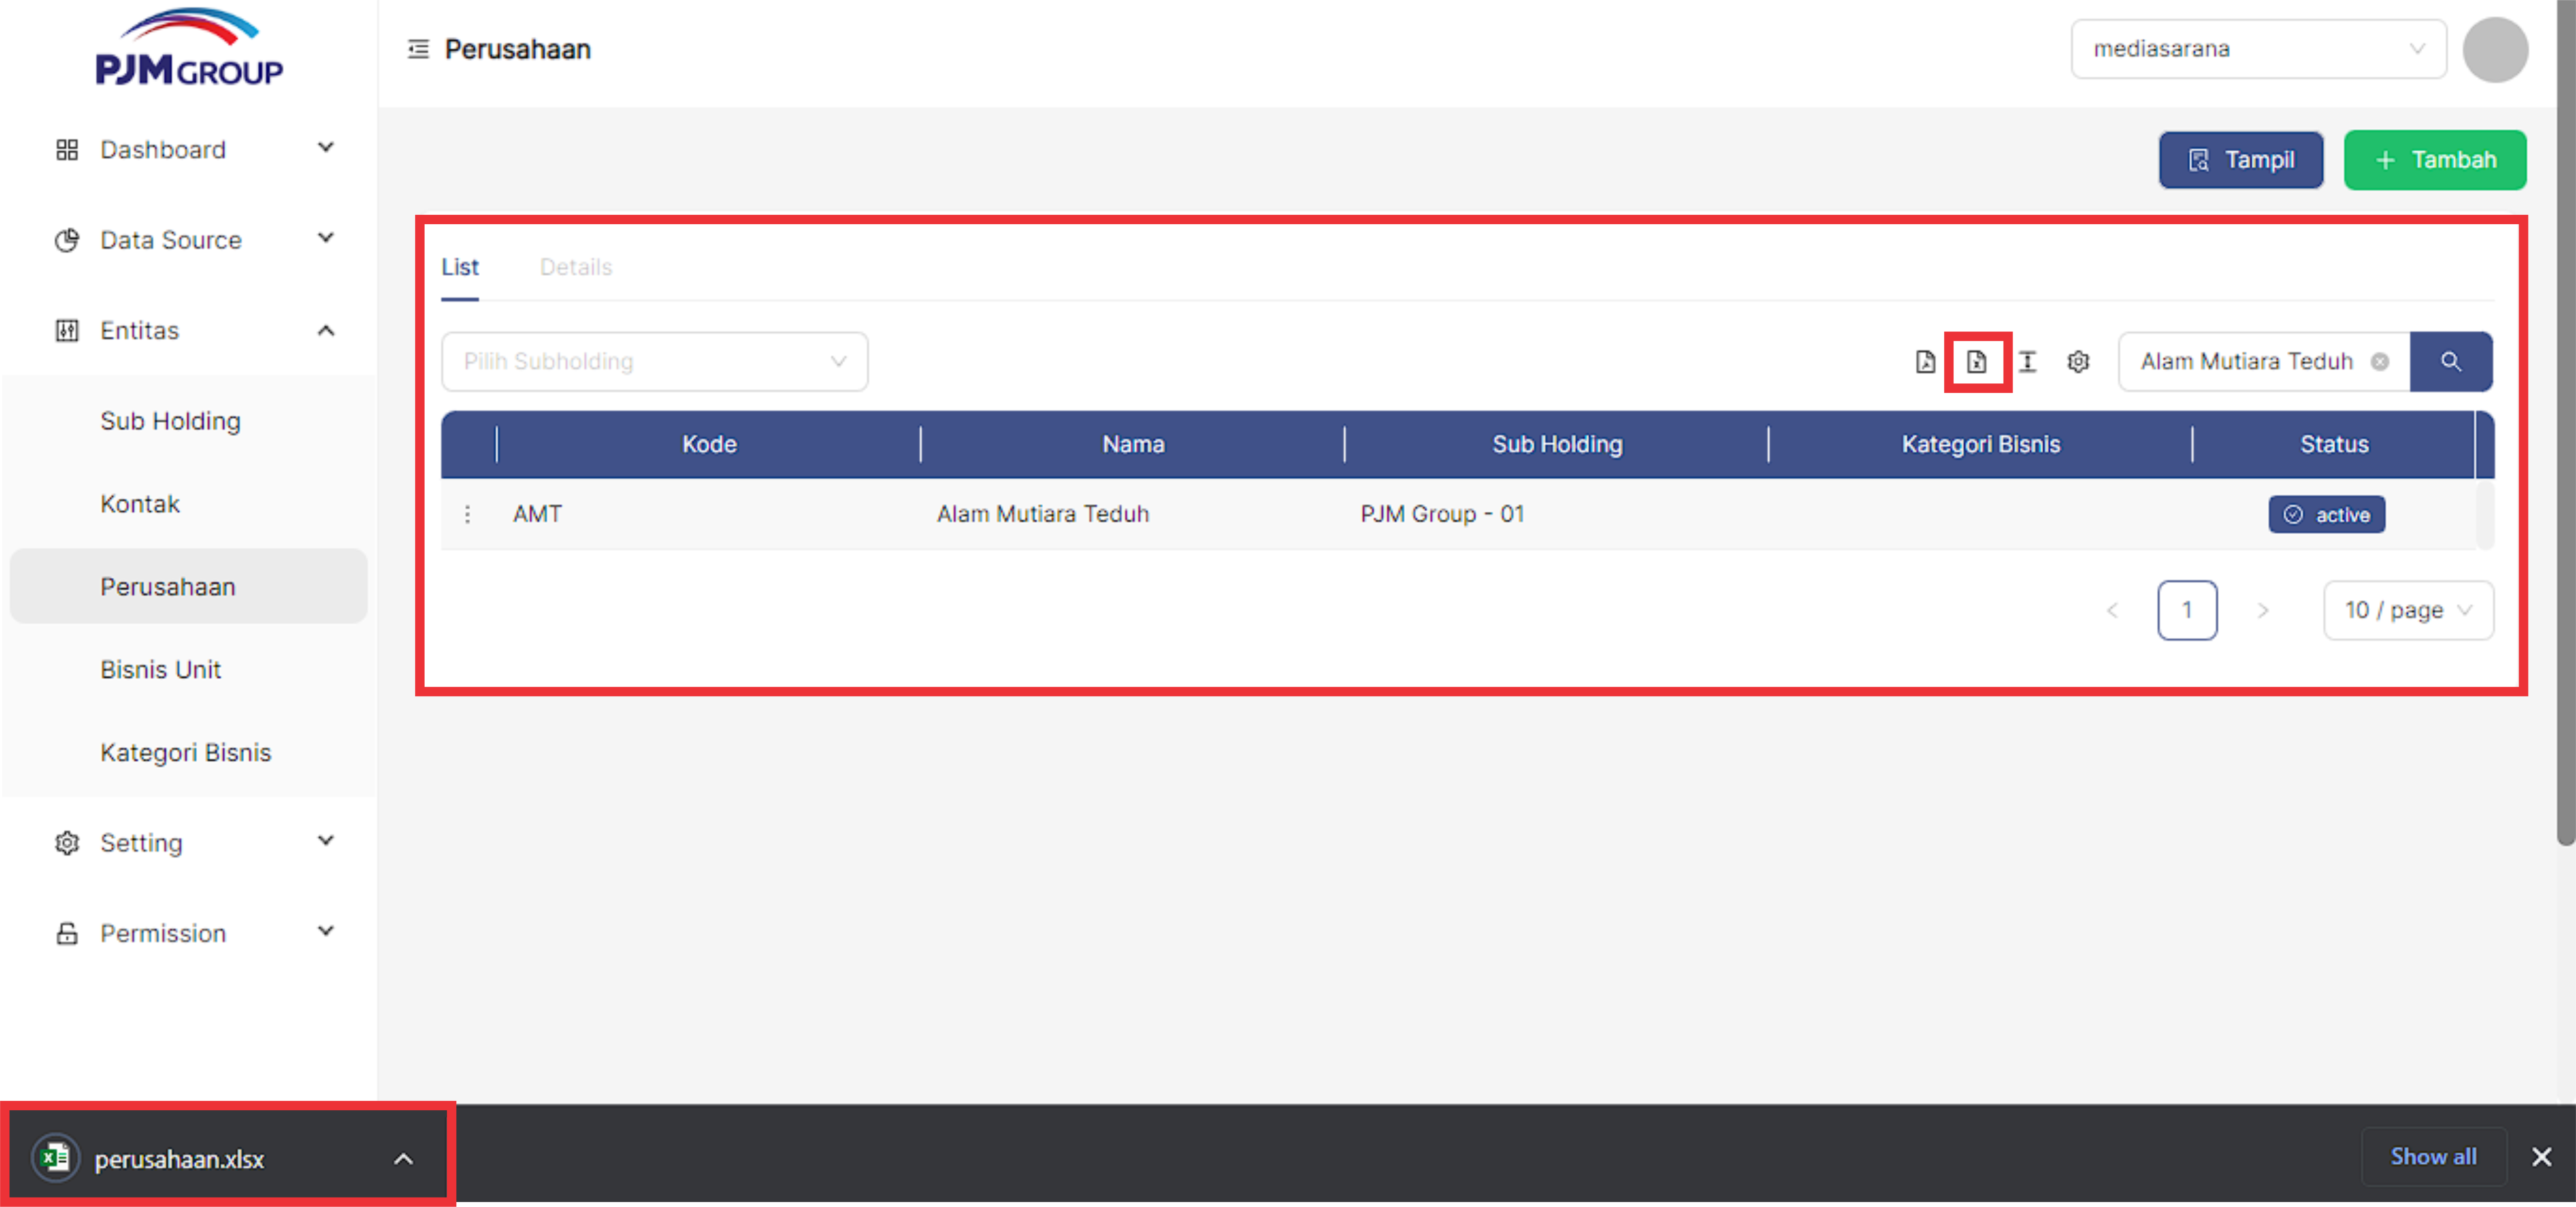 PJM GROUP
Perusahaan
mediasarana
Dashboard
Data Source
Entitas
Sub Holding
Kontak
Perusahaan
Bisnis Unit
Kategori Bisnis
Setting
Permission
Tampil
+ Tambah
List Details
Pilih Subholding
Alam Mutiara Teduh
Kode Nama Sub Holding Kategori Bisnis Status
AMT Alam Mutiara Teduh PJM Group - 01 active
< 1 > 10 / page
perusahaan.xlsx
Show all